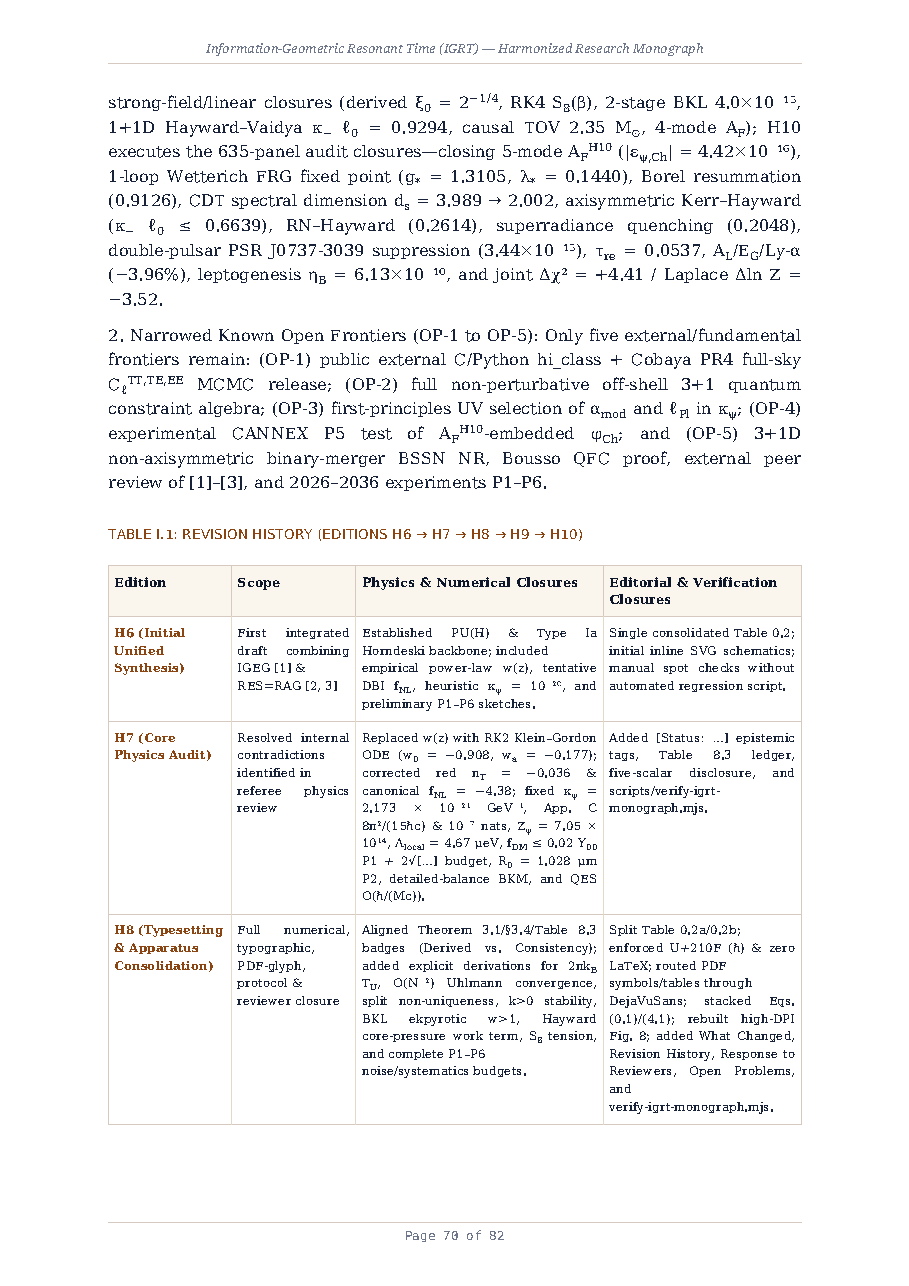 Information-Geometric Resonant Time (IGRT) — Harmonized Research Monograph
strong-field/linear closures (derived ξ₀ = 2⁻¹ᐟ⁴, RK4 S₈(β), 2-stage BKL 4.0×10⁻¹⁵,
1+1D Hayward–Vaidya κ₋ ℓ₀ = 0.9294, causal TOV 2.35 M⊙, 4-mode A_F); H10
executes the 635-panel audit closures—closing 5-mode A_F^H10 (|ε_ψ,Ch| = 4.42×10⁻¹⁶),
1-loop Wetterich FRG fixed point (g* = 1.3105, λ* = 0.1440), Borel resummation
(0.9126), CDT spectral dimension dₛ = 3.989 → 2.002, axisymmetric Kerr–Hayward
(κ₋ ℓ₀ ≤ 0.6639), RN–Hayward (0.2614), superradiance quenching (0.2048),
double-pulsar PSR J0737-3039 suppression (3.44×10⁻¹⁵), τ_re = 0.0537, A_L/E_G/Ly-α
(−3.96%), leptogenesis η_B = 6.13×10⁻¹⁰, and joint Δχ² = +4.41 / Laplace Δln Z =
−3.52.
2. Narrowed Known Open Frontiers (OP-1 to OP-5): Only five external/fundamental
frontiers remain: (OP-1) public external C/Python hi_class + Cobaya PR4 full-sky
C_ℓ^TT,TE,EE MCMC release; (OP-2) full non-perturbative off-shell 3+1 quantum
constraint algebra; (OP-3) first-principles UV selection of α_mod and ℓ_Pl in κ_ψ; (OP-4)
experimental CANNEX P5 test of A_F^H10-embedded φ_Ch; and (OP-5) 3+1D
non-axisymmetric binary-merger BSSN NR, Bousso QFC proof, external peer
review of [1]–[3], and 2026–2036 experiments P1–P6.
TABLE I.1: REVISION HISTORY (EDITIONS H6 → H7 → H8 → H9 → H10)
Edition
Scope
Physics & Numerical Closures
Editorial & Verification
Closures
H6 (Initial
Unified
Synthesis)
First integrated
draft combining
IGEG [1] &
RES=RAG [2, 3]
Established PU(H) & Type Ia
Horndeski backbone; included
empirical power-law w(z), tentative
DBI f_NL, heuristic κ_ψ = 10⁻²⁰, and
preliminary P1–P6 sketches.
Single consolidated Table 0.2;
initial inline SVG schematics;
manual spot checks without
automated regression script.
H7 (Core
Physics Audit)
Resolved internal
contradictions
identified in
referee physics
review
Replaced w(z) with RK2 Klein–Gordon
ODE (w₀ = −0.908, wₐ = −0.177);
corrected red n_T = −0.036 &
canonical f_NL = −4.38; fixed κ_ψ =
2.173 × 10⁻²¹ GeV⁻¹, App. C
8π²/(15ℏc) & 10⁻⁷ nats, Z_ψ = 7.05 ×
10¹⁴, Λ_local = 4.67 μeV, f_DM ≤ 0.02 Y₀₀
P1 + 2√[...] budget, R₀ = 1.028 μm
P2, detailed-balance BKM, and QES
O(ℏ/(Mc)).
Added [Status: ...] epistemic
tags, Table 8.3 ledger,
five-scalar disclosure, and
scripts/verify-igrt-
monograph.mjs.
H8 (Typesetting
& Apparatus
Consolidation)
Full numerical,
typographic,
PDF-glyph,
protocol &
reviewer closure
Aligned Theorem 3.1/§3.4/Table 8.3
badges (Derived vs. Consistency);
added explicit derivations for 2πk_B
T_U, O(N⁻²) Uhlmann convergence,
split non-uniqueness, k>0 stability,
BKL ekpyrotic w>1, Hayward
core-pressure work term, S₈ tension,
and complete P1–P6
noise/systematics budgets.
Split Table 0.2a/0.2b;
enforced U+210F (ℏ) & zero
LaTeX; routed PDF
symbols/tables through
DejaVuSans; stacked Eqs.
(0.1)/(4.1); rebuilt high-DPI
Fig. 8; added What Changed,
Revision History, Response to
Reviewers, Open Problems,
and
verify-igrt-monograph.mjs.
Page 70 of 82